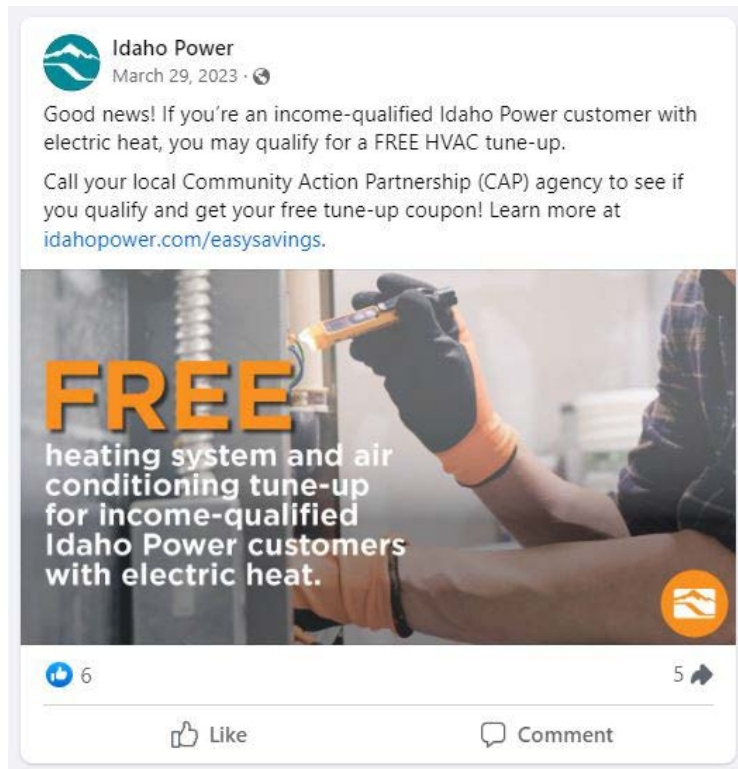 Idaho Power
March 29, 2023 ·
Good news! If you're an income-qualified Idaho Power customer with
electric heat, you may qualify for a FREE HVAC tune-up.
Call your local Community Action Partnership (CAP) agency to see if
you qualify and get your free tune-up coupon! Learn more at
idahopower.com/easysavings.
FREE
heating system and air
conditioning tune-up
for income-qualified
Idaho Power customers
with electric heat.
6
5
Like
Comment